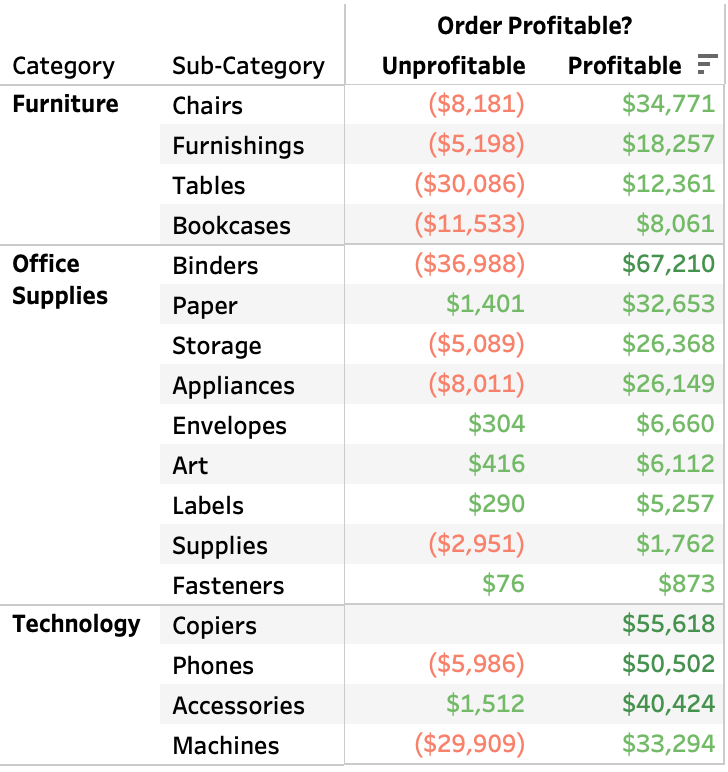 Order Profitable?
Category Sub-Category Unprofitable Profitable
Furniture Chairs ($8,181) $34,771
Furnishings ($5,198) $18,257
Tables ($30,086) $12,361
Bookcases ($11,533) $8,061
Office Supplies Binders ($36,988) $67,210
Paper $1,401 $32,653
Storage ($5,089) $26,368
Appliances ($8,011) $26,149
Envelopes $304 $6,660
Art $416 $6,112
Labels $290 $5,257
Supplies ($2,951) $1,762
Fasteners $76 $873
Technology Copiers $55,618
Phones ($5,986) $50,502
Accessories $1,512 $40,424
Machines ($29,909) $33,294